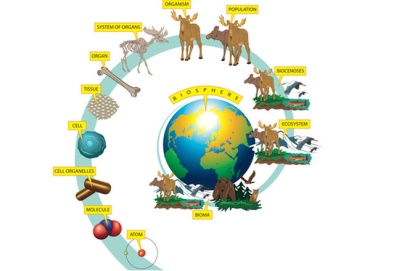 ORGANISM
POPULATION
SYSTEM OF ORGANS
ORGAN
BIOCENOSES
TISSUE
BIOSPHERE
CELL
ECOSYSTEM
CELL ORGANELLES
MOLECULE
BIOMA
ATOM